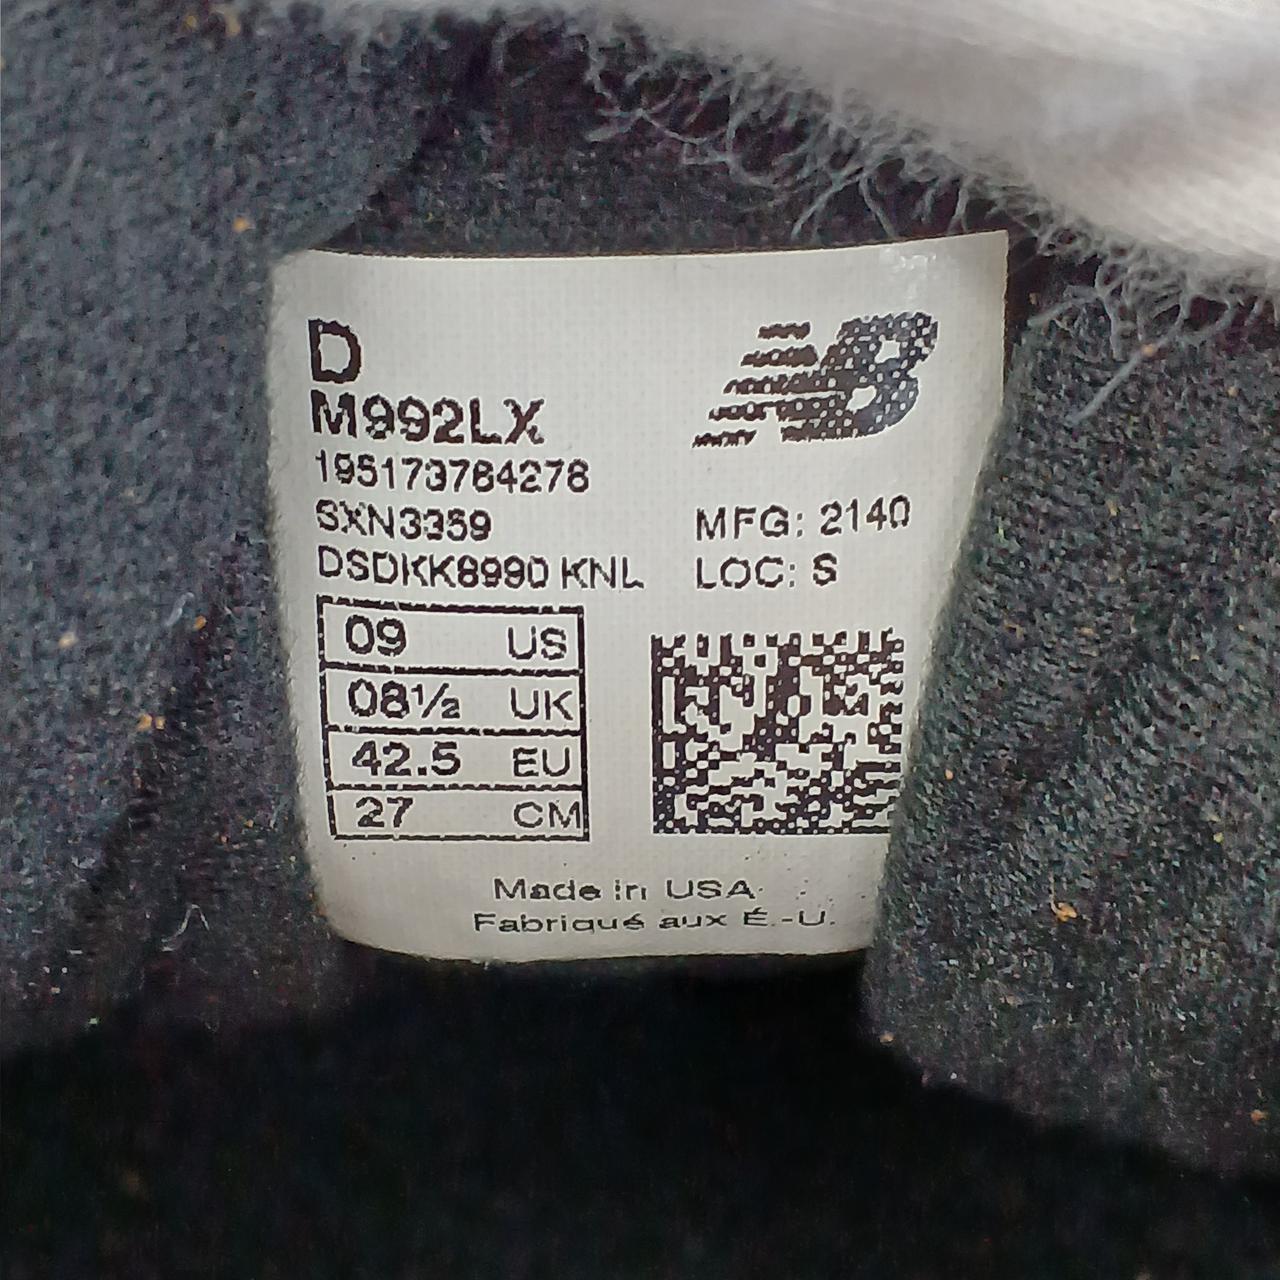 D
M992LX
195173764278
SXN3359
DSDKK8990 KNL
MFG: 2140
LOC: S
09 US
08½ UK
42.5 EU
27 CM
Made in USA
Fabriqué aux É.-U.